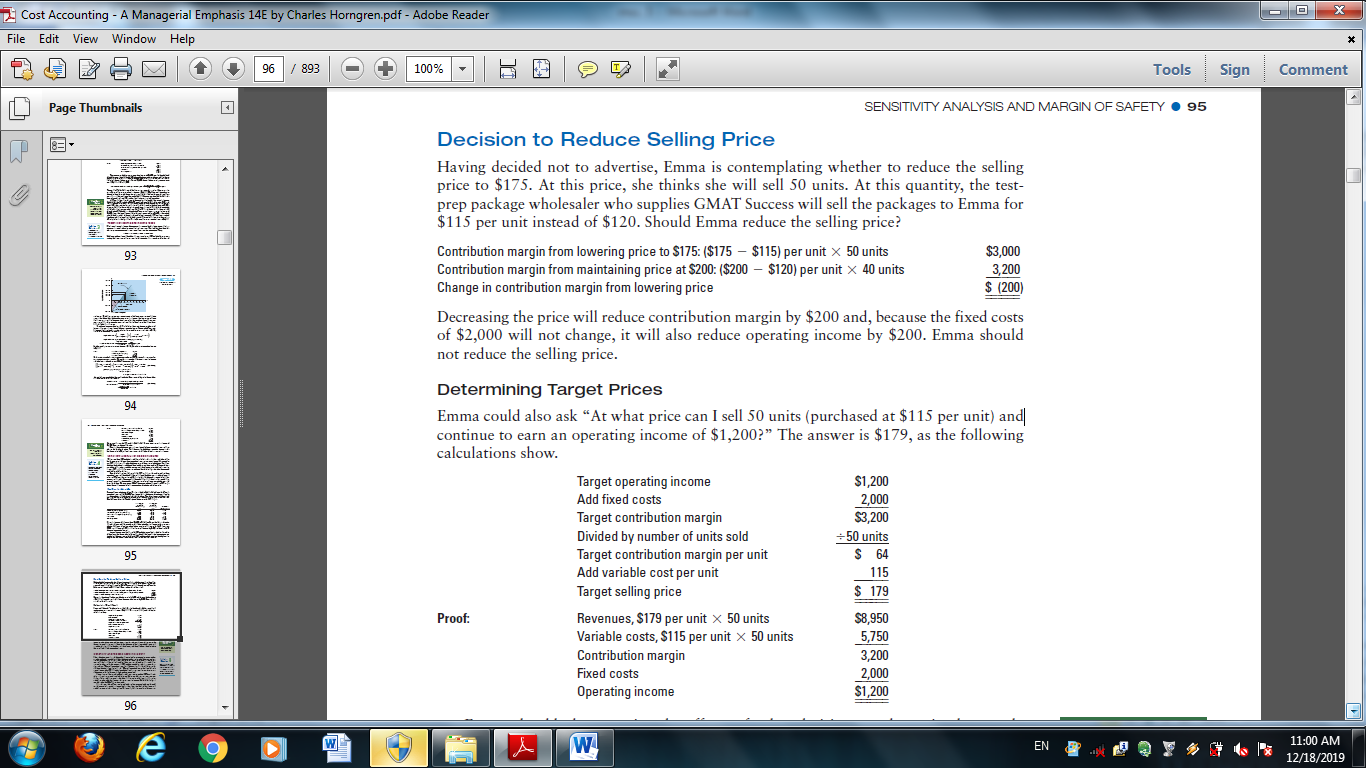 Cost Accounting - A Managerial Emphasis 14E by Charles Horngren.pdf - Adobe Reader
File Edit View Window Help
96 / 893 100% Tools Sign Comment
Page Thumbnails
93
94
95
96
SENSITIVITY ANALYSIS AND MARGIN OF SAFETY ● 95
Decision to Reduce Selling Price
Having decided not to advertise, Emma is contemplating whether to reduce the selling
price to $175. At this price, she thinks she will sell 50 units. At this quantity, the test-
prep package wholesaler who supplies GMAT Success will sell the packages to Emma for
$115 per unit instead of $120. Should Emma reduce the selling price?
Contribution margin from lowering price to $175: ($175 − $115) per unit × 50 units $3,000
Contribution margin from maintaining price at $200: ($200 − $120) per unit × 40 units 3,200
Change in contribution margin from lowering price $ (200)
Decreasing the price will reduce contribution margin by $200 and, because the fixed costs
of $2,000 will not change, it will also reduce operating income by $200. Emma should
not reduce the selling price.
Determining Target Prices
Emma could also ask “At what price can I sell 50 units (purchased at $115 per unit) and
continue to earn an operating income of $1,200?” The answer is $179, as the following
calculations show.
Target operating income $1,200
Add fixed costs 2,000
Target contribution margin $3,200
Divided by number of units sold ÷50 units
Target contribution margin per unit $ 64
Add variable cost per unit 115
Target selling price $ 179
Proof: Revenues, $179 per unit × 50 units $8,950
Variable costs, $115 per unit × 50 units 5,750
Contribution margin 3,200
Fixed costs 2,000
Operating income $1,200
EN 11:00 AM
12/18/2019